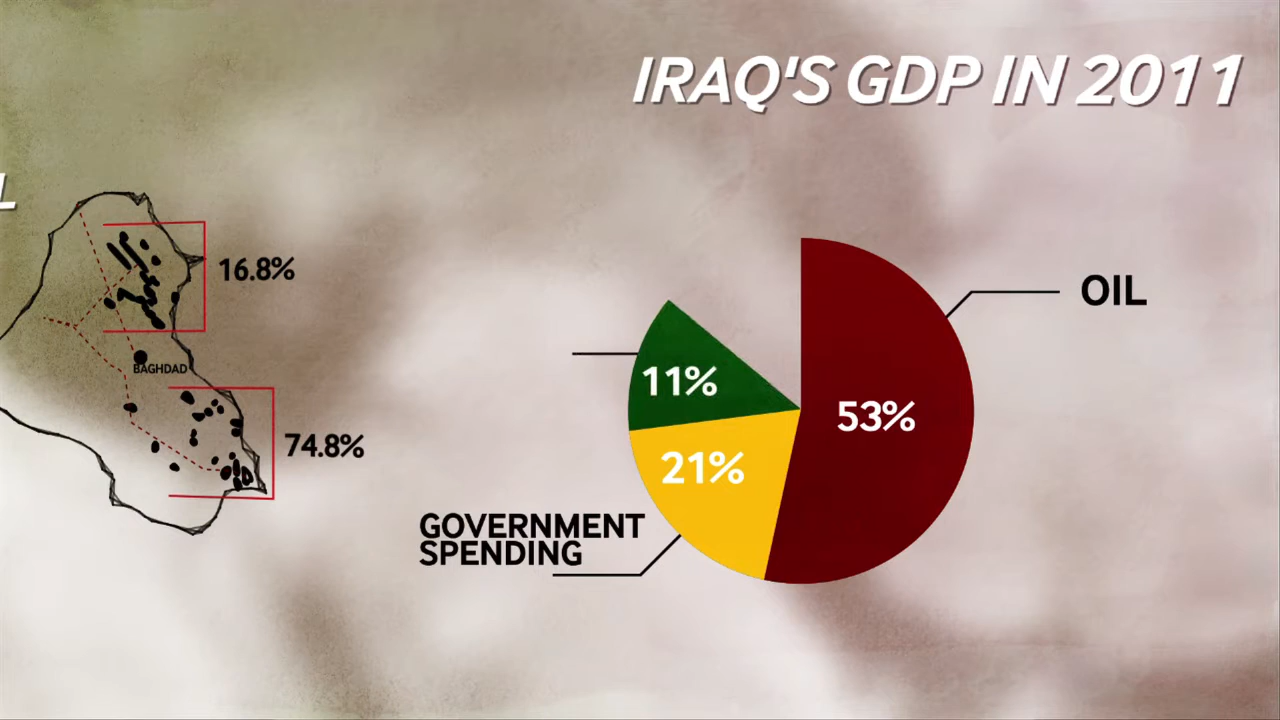 IRAQ'S GDP IN 2011
L
16.8%
BAGHDAD
74.8%
OIL
53%
11%
21%
GOVERNMENT
SPENDING